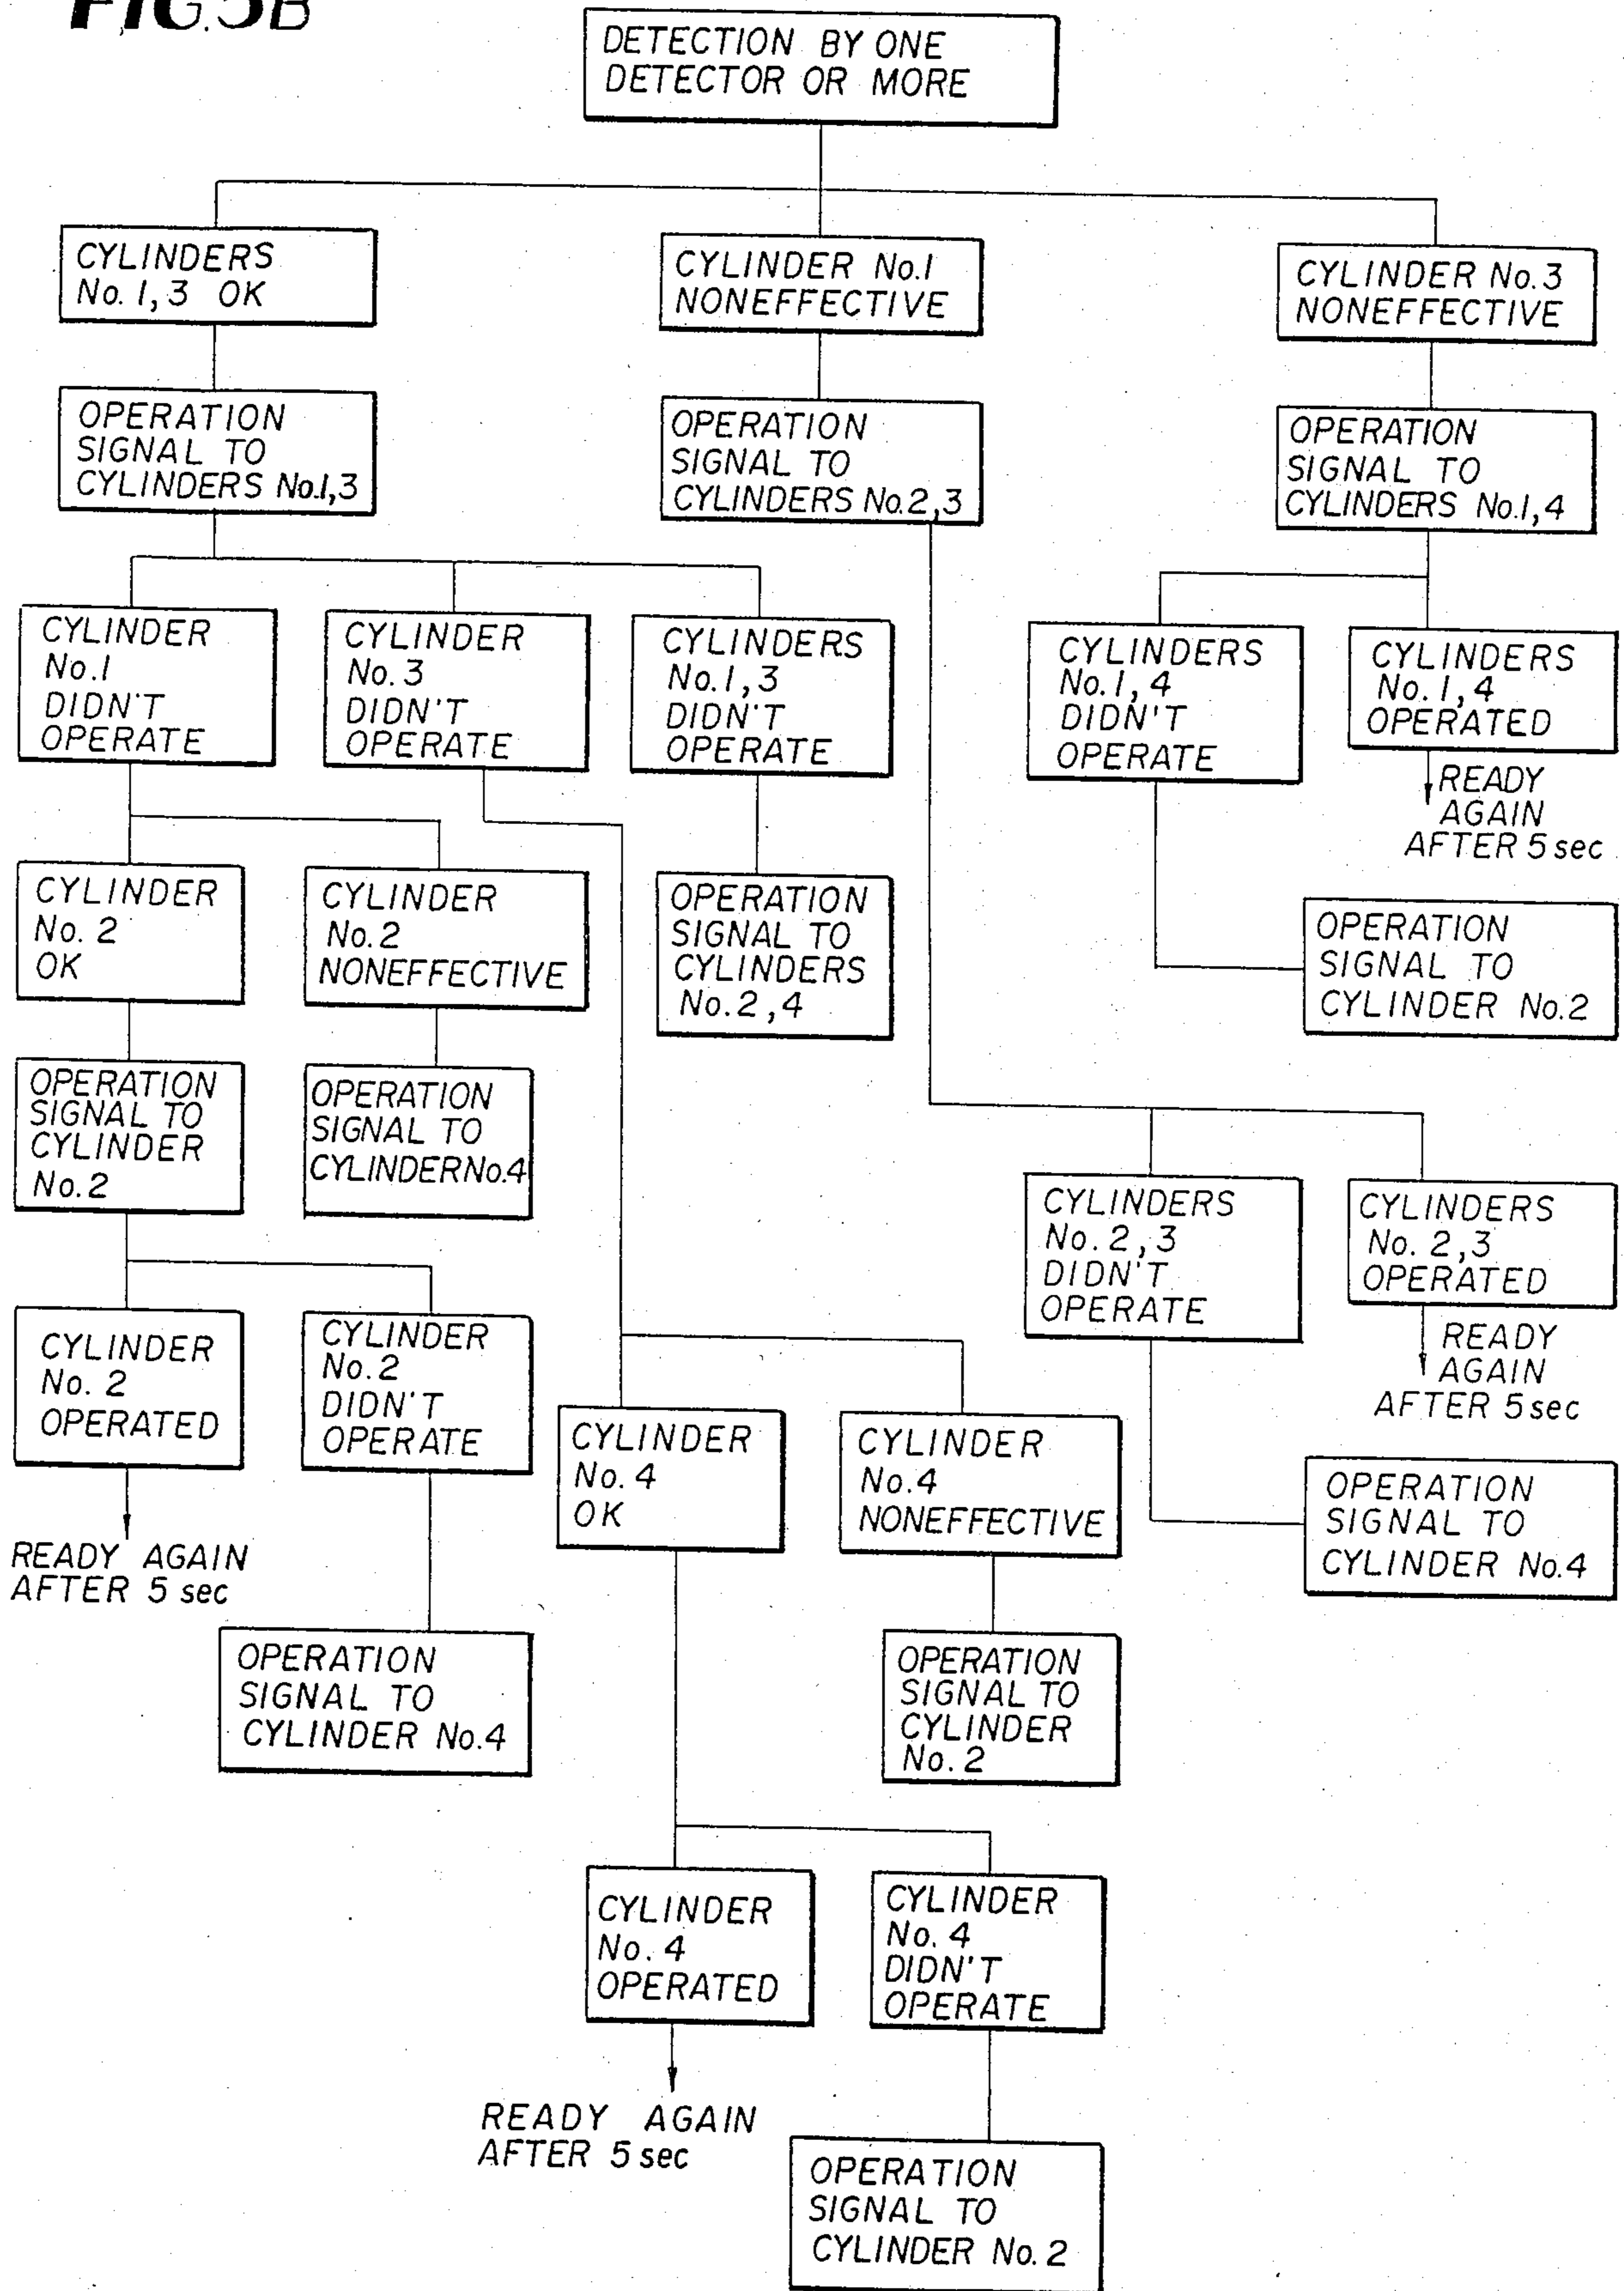 FIG. 5B
DETECTION BY ONE
DETECTOR OR MORE
CYLINDERS
No. 1, 3 OK
CYLINDER No. 1
NONEFFECTIVE
CYLINDER No. 3
NONEFFECTIVE
OPERATION
SIGNAL TO
CYLINDERS No. 1, 3
OPERATION
SIGNAL TO
CYLINDERS No. 2, 3
OPERATION
SIGNAL TO
CYLINDERS No. 1, 4
CYLINDER
No. 1
DIDN'T
OPERATE
CYLINDER
No. 3
DIDN'T
OPERATE
CYLINDERS
No. 1, 3
DIDN'T
OPERATE
CYLINDERS
No. 1, 4
DIDN'T
OPERATE
CYLINDERS
No. 1, 4
OPERATED
READY
AGAIN
AFTER 5 sec
CYLINDER
No. 2
OK
CYLINDER
No. 2
NONEFFECTIVE
OPERATION
SIGNAL TO
CYLINDERS
No. 2, 4
OPERATION
SIGNAL TO
CYLINDER No. 2
OPERATION
SIGNAL TO
CYLINDER
No. 2
OPERATION
SIGNAL TO
CYLINDER No. 4
CYLINDERS
No. 2, 3
DIDN'T
OPERATE
CYLINDERS
No. 2, 3
OPERATED
READY
AGAIN
AFTER 5 sec
CYLINDER
No. 2
OPERATED
CYLINDER
No. 2
DIDN'T
OPERATE
CYLINDER
No. 4
OK
CYLINDER
No. 4
NONEFFECTIVE
OPERATION
SIGNAL TO
CYLINDER No. 4
READY AGAIN
AFTER 5 sec
OPERATION
SIGNAL TO
CYLINDER No. 4
OPERATION
SIGNAL TO
CYLINDER
No. 2
CYLINDER
No. 4
OPERATED
CYLINDER
No. 4
DIDN'T
OPERATE
READY AGAIN
AFTER 5 sec
OPERATION
SIGNAL TO
CYLINDER No. 2